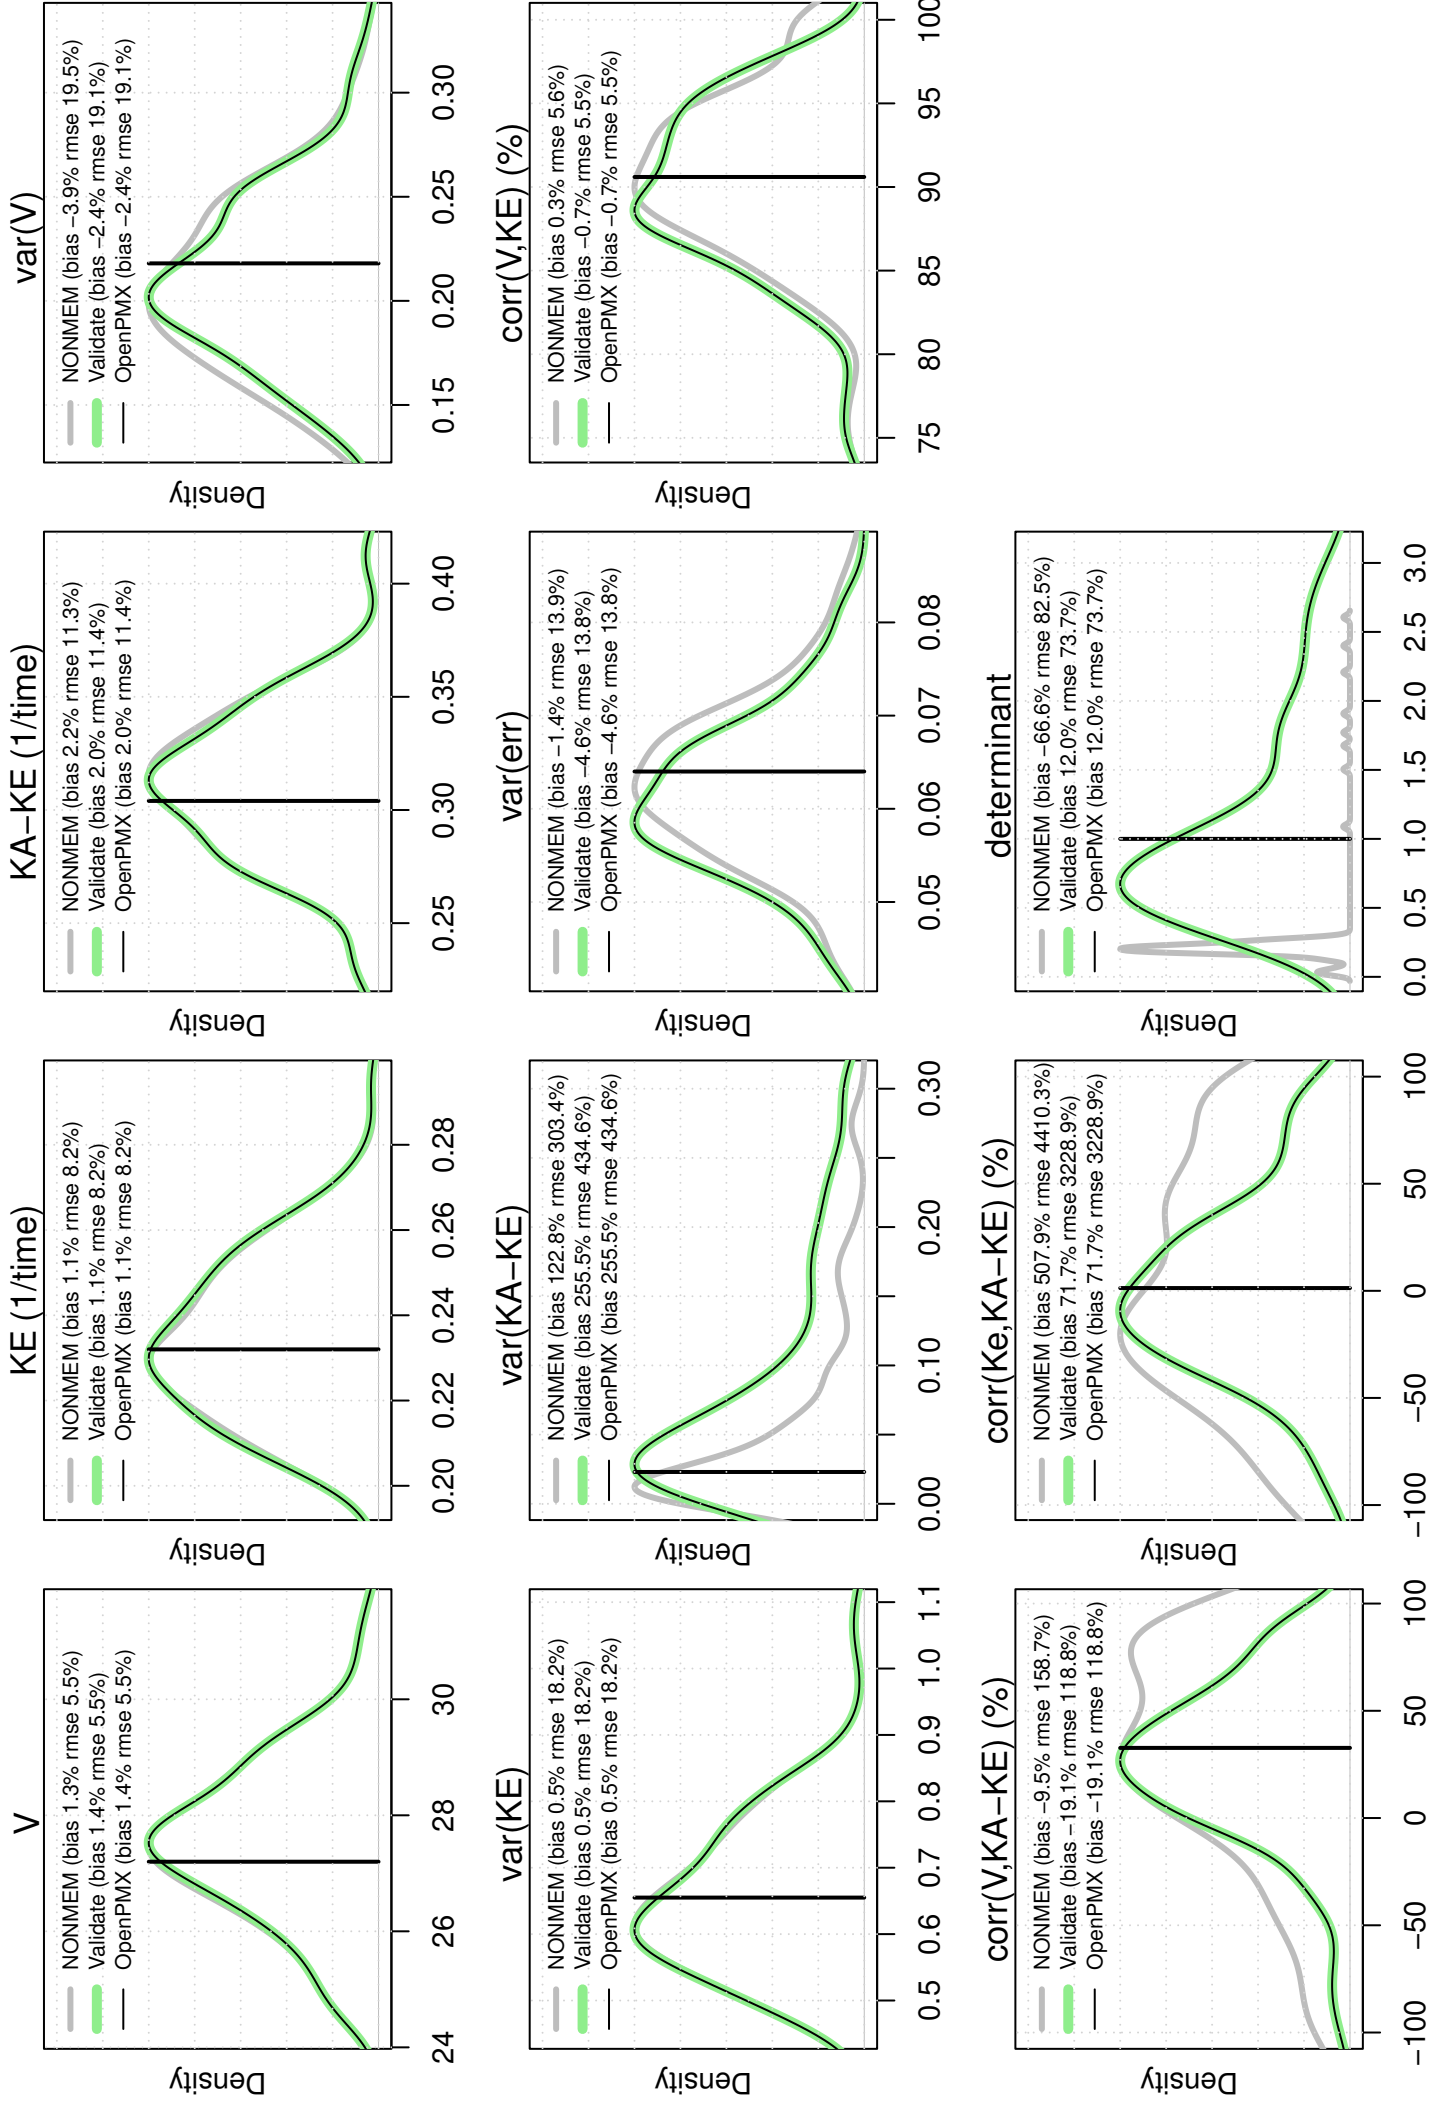 V
NONMEM (bias 1.3% rmse 5.5%)
Validate (bias 1.4% rmse 5.5%)
OpenPMX (bias 1.4% rmse 5.5%)
Density
24 26 28 30
KE (1/time)
NONMEM (bias 1.1% rmse 8.2%)
Validate (bias 1.1% rmse 8.2%)
OpenPMX (bias 1.1% rmse 8.2%)
Density
0.20 0.22 0.24 0.26 0.28
KA−KE (1/time)
NONMEM (bias 2.2% rmse 11.3%)
Validate (bias 2.0% rmse 11.4%)
OpenPMX (bias 2.0% rmse 11.4%)
Density
0.25 0.30 0.35 0.40
var(V)
NONMEM (bias −3.9% rmse 19.5%)
Validate (bias −2.4% rmse 19.1%)
OpenPMX (bias −2.4% rmse 19.1%)
Density
0.15 0.20 0.25 0.30
var(KE)
NONMEM (bias 0.5% rmse 18.2%)
Validate (bias 0.5% rmse 18.2%)
OpenPMX (bias 0.5% rmse 18.2%)
Density
0.5 0.6 0.7 0.8 0.9 1.0 1.1
var(KA−KE)
NONMEM (bias 122.8% rmse 303.4%)
Validate (bias 255.5% rmse 434.6%)
OpenPMX (bias 255.5% rmse 434.6%)
Density
0.00 0.10 0.20 0.30
var(err)
NONMEM (bias −1.4% rmse 13.9%)
Validate (bias −4.6% rmse 13.8%)
OpenPMX (bias −4.6% rmse 13.8%)
Density
0.05 0.06 0.07 0.08
corr(V,KE) (%)
NONMEM (bias 0.3% rmse 5.6%)
Validate (bias −0.7% rmse 5.5%)
OpenPMX (bias −0.7% rmse 5.5%)
Density
75 80 85 90 95 100
corr(V,KA−KE) (%)
NONMEM (bias −9.5% rmse 158.7%)
Validate (bias −19.1% rmse 118.8%)
OpenPMX (bias −19.1% rmse 118.8%)
Density
−100 −50 0 50 100
corr(Ke,KA−KE) (%)
NONMEM (bias 507.9% rmse 4410.3%)
Validate (bias 71.7% rmse 3228.9%)
OpenPMX (bias 71.7% rmse 3228.9%)
Density
−100 −50 0 50 100
determinant
NONMEM (bias −66.6% rmse 82.5%)
Validate (bias 12.0% rmse 73.7%)
OpenPMX (bias 12.0% rmse 73.7%)
Density
0.0 0.5 1.0 1.5 2.0 2.5 3.0